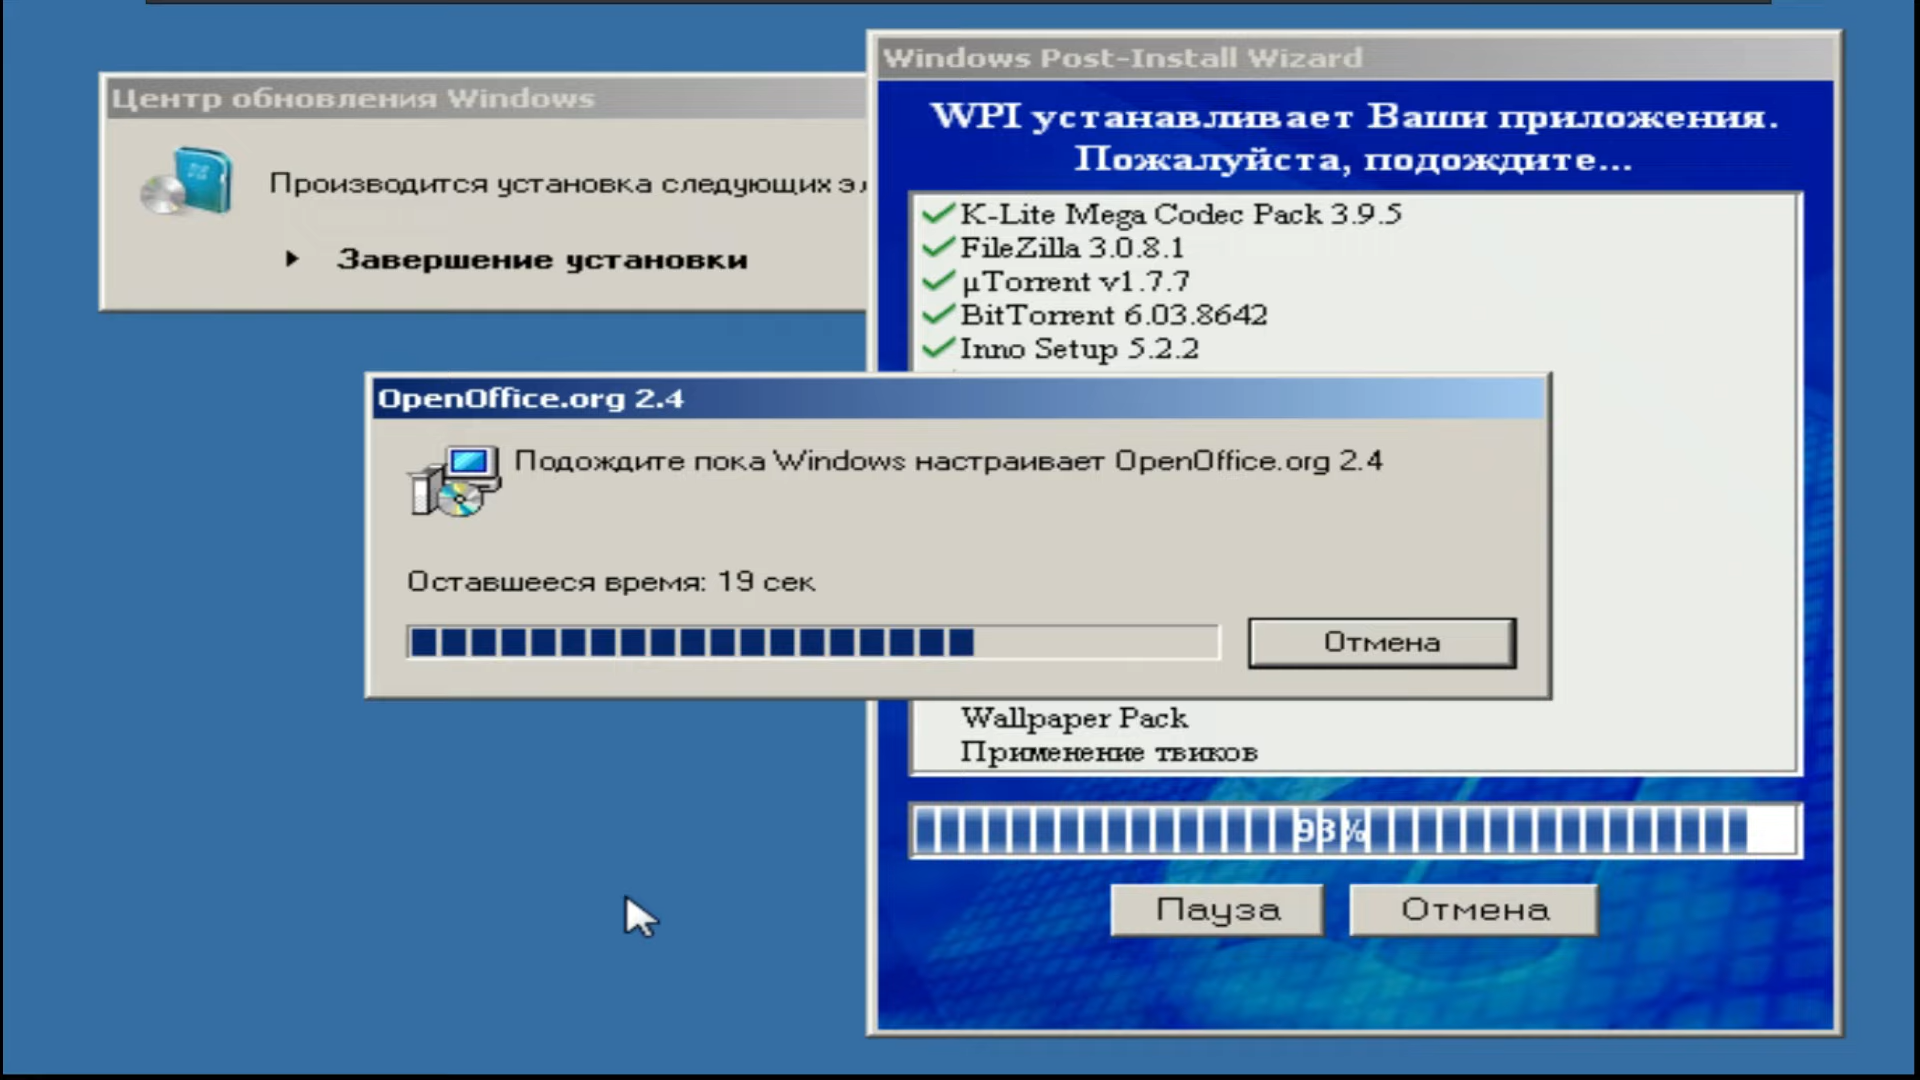 Windows Post-Install Wizard
Центр обновления Windows
WPI устанавливает Ваши приложения.
Пожалуйста, подождите...
Производится установка следующих
Завершение установки
K-Lite Mega Codec Pack 3.9.5
FileZilla 3.0.8.1
µTorrent v1.7.7
BitTorrent 6.03.8642
Inno Setup 5.2.2
OpenOffice.org 2.4
Подождите пока Windows настраивает OpenOffice.org 2.4
Оставшееся время: 19 сек
Отмена
Wallpaper Pack
Применение твиков
93%
Пауза
Отмена